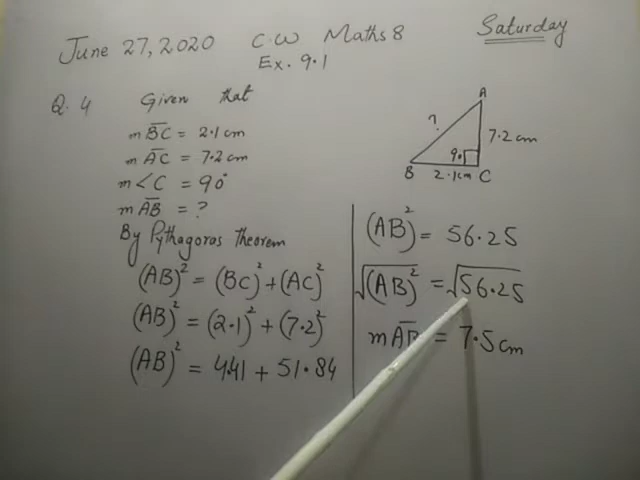 June 27, 2020 C.W Maths 8 Saturday
Ex. 9.1
Q. 4 Given that
m BC = 2.1 cm
m AC = 7.2 cm
m < C = 90°
m AB = ?
By Pythagoras theorem
(AB)² = (BC)² + (AC)²
(AB)² = (2.1)² + (7.2)²
(AB)² = 4.41 + 51.84
A
?
7.2 cm
90
B 2.1cm C
(AB)² = 56.25
√(AB)² = √56.25
m AB = 7.5 cm